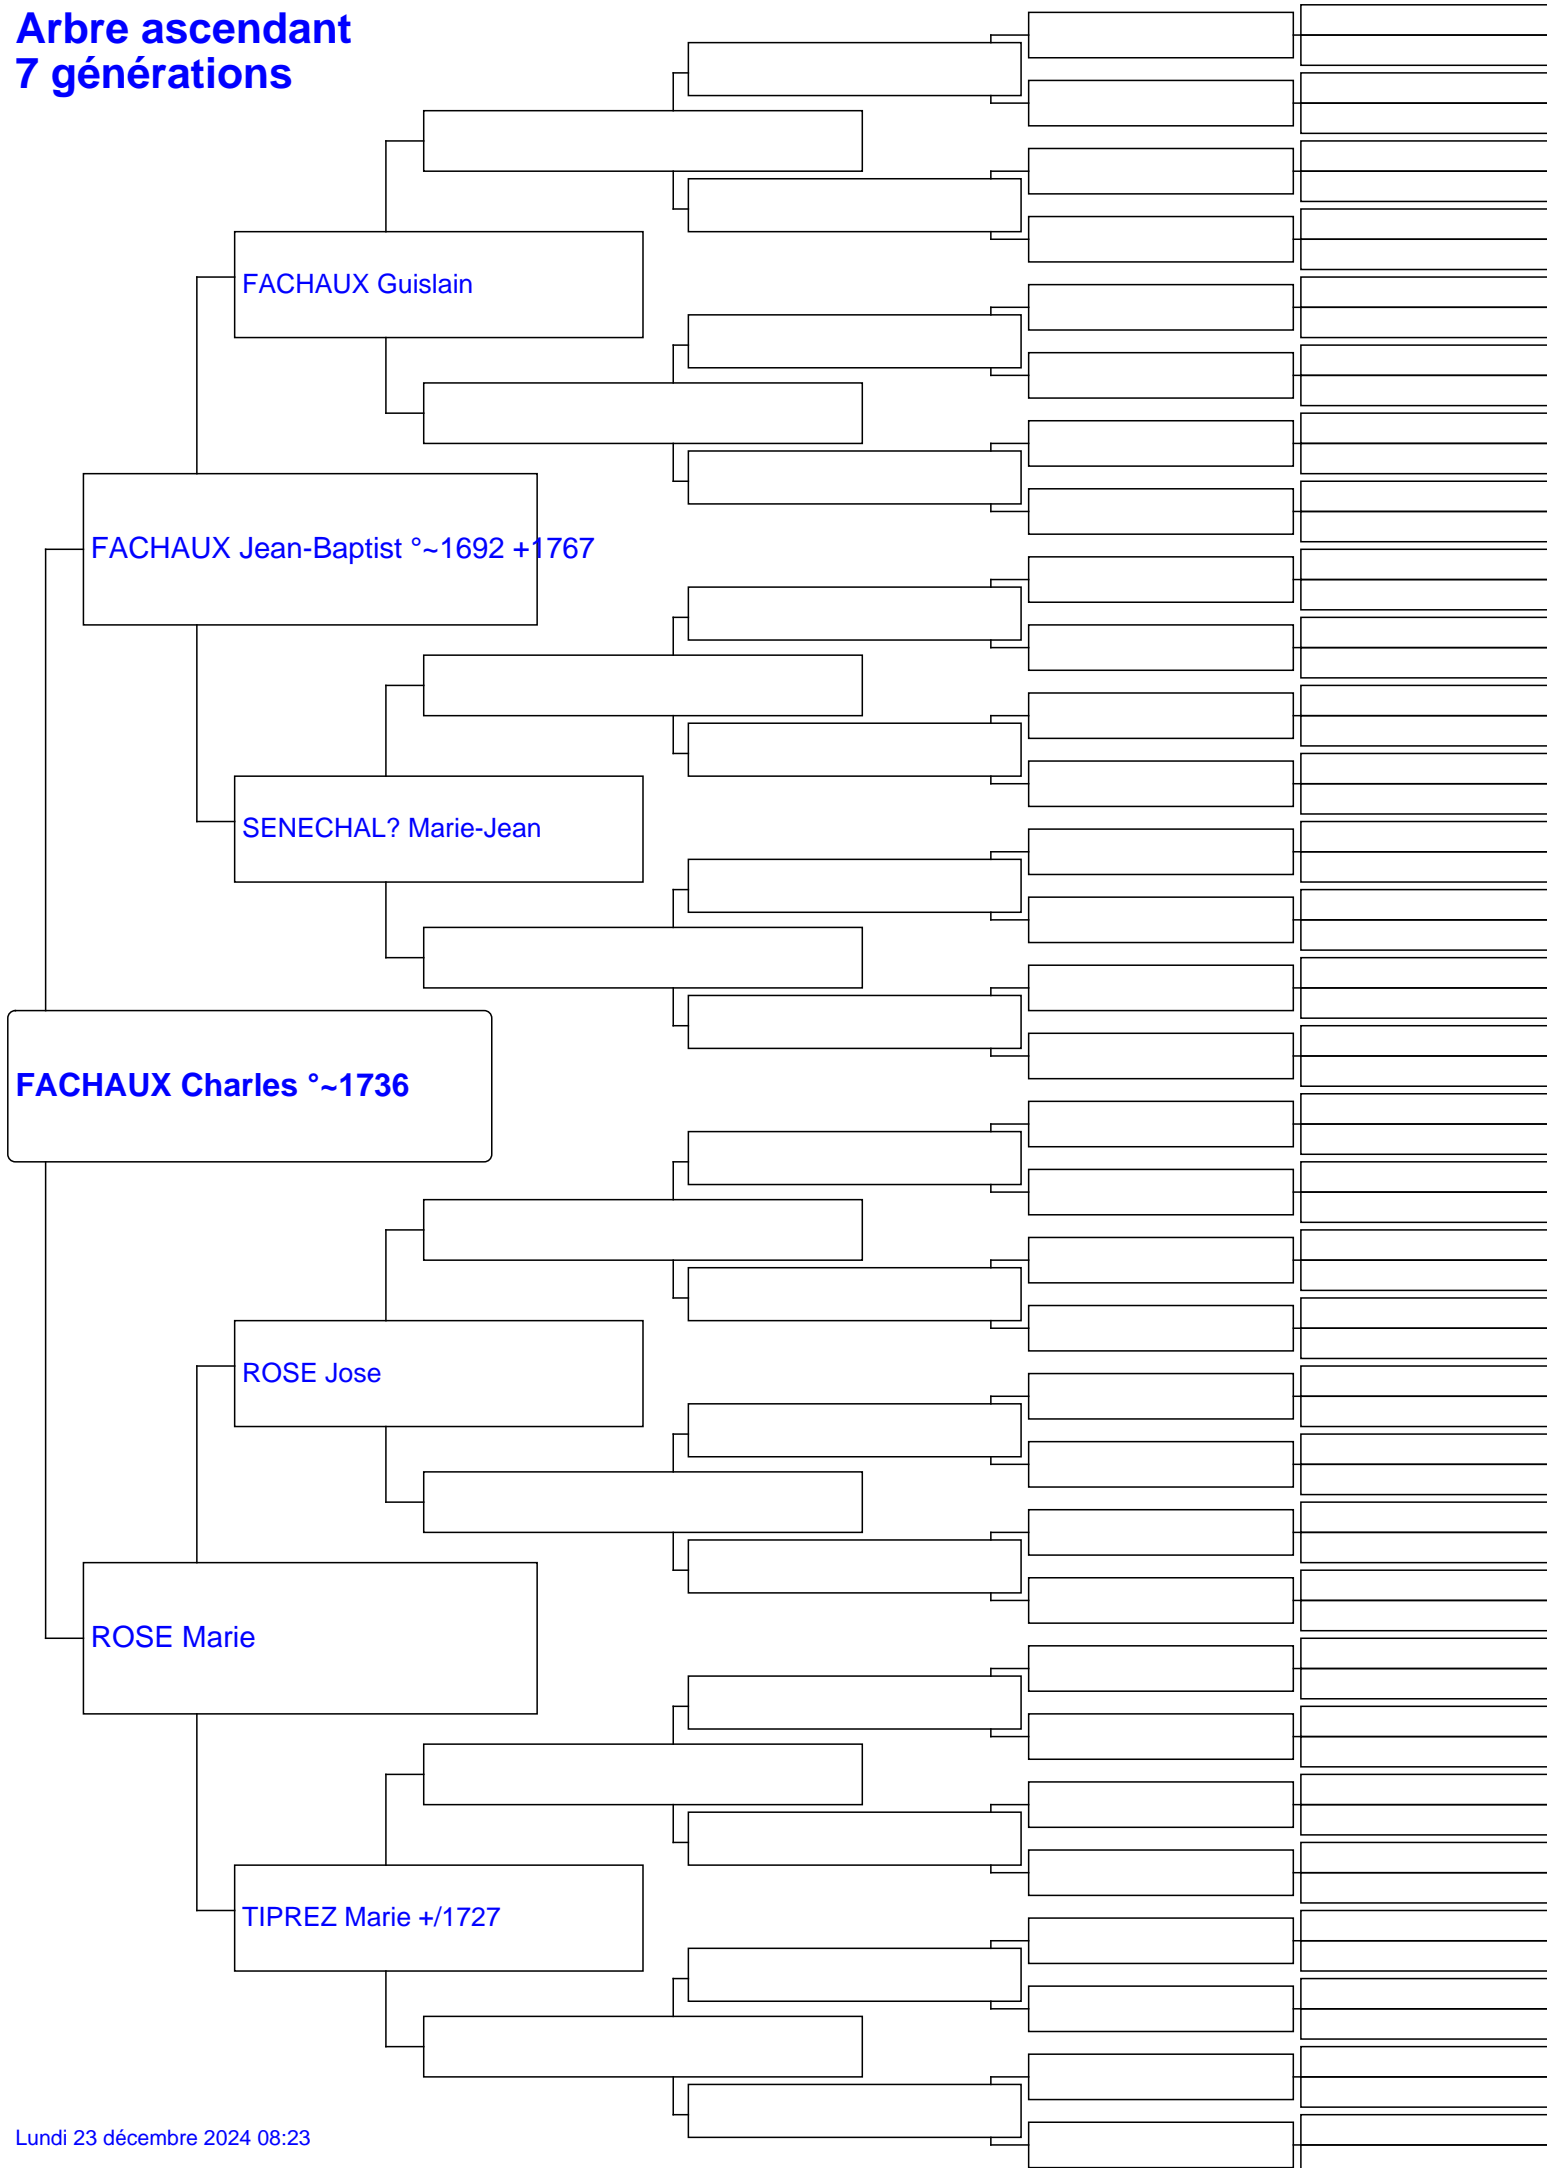 Arbre ascendant
7 générations
FACHAUX Guislain
FACHAUX Jean-Baptist °~1692 +1767
SENECHAL? Marie-Jean
FACHAUX Charles °~1736
ROSE Jose
ROSE Marie
TIPREZ Marie +/1727
Lundi 23 décembre 2024 08:23